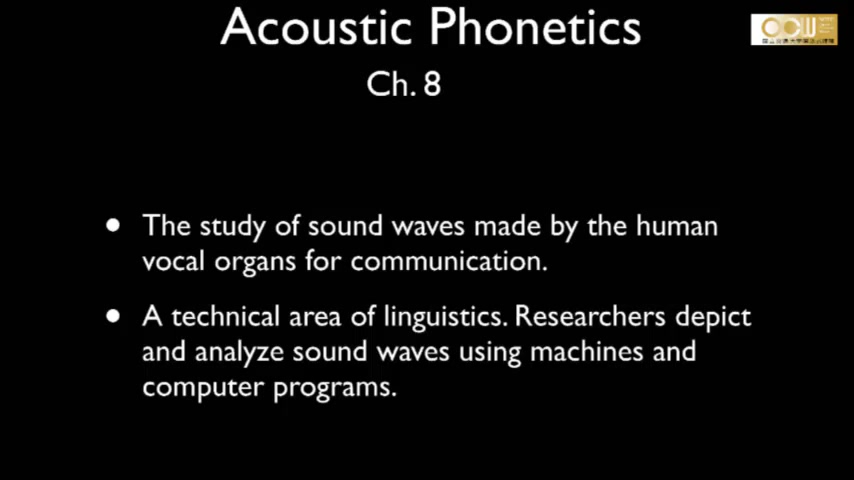 Acoustic Phonetics
OCW
Ch. 8
• The study of sound waves made by the human
vocal organs for communication.
• A technical area of linguistics. Researchers depict
and analyze sound waves using machines and
computer programs.